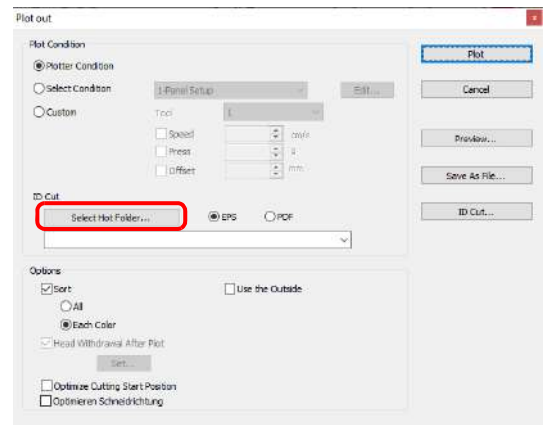 Plot out
Plot Condition
Plotter Condition
Select Condition
1-Panel Setup
Edit...
Custom
Tool
1
Speed
cm/s
Press
g
Offset
mm
Plot
Cancel
Preview...
Save As File...
ID Cut...
ID Cut
Select Hot Folder...
EPS
PDF
Options
Sort
Use the Outside
All
Each Color
Head Withdrawal After Plot
Set...
Optimize Cutting Start Position
Optimieren Schneidrichtung